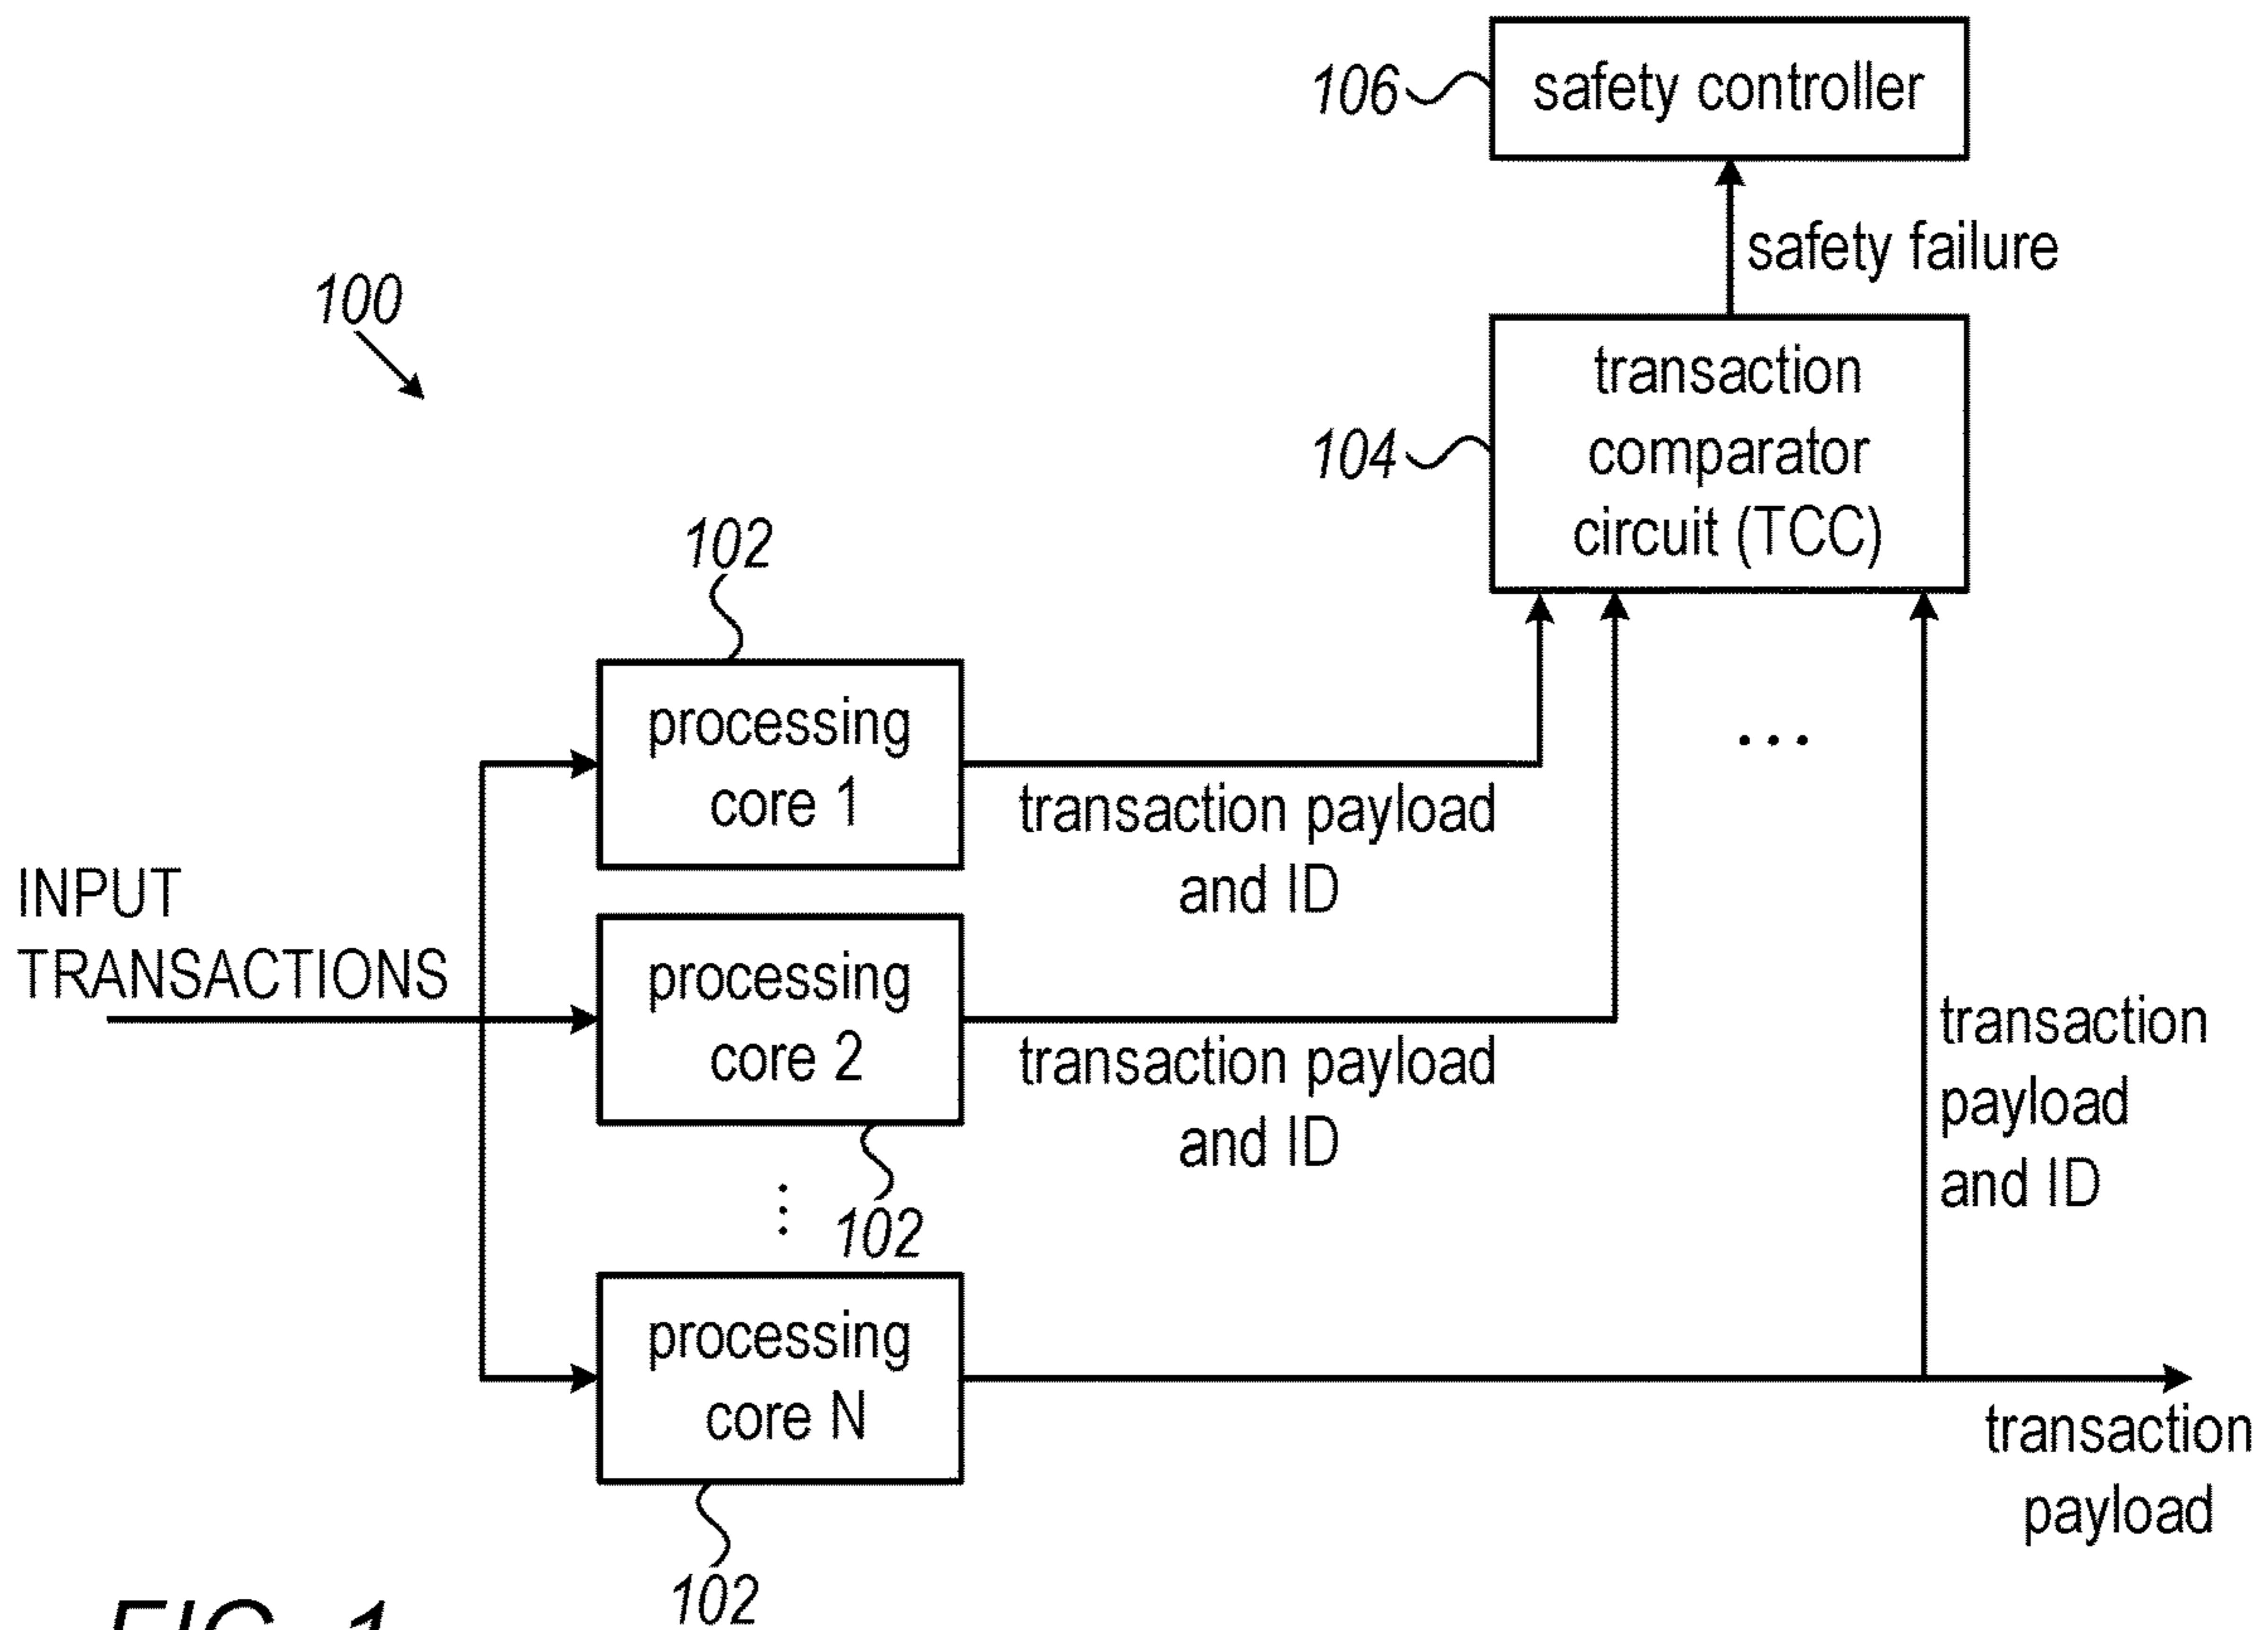 106
safety controller
safety failure
100
transaction
comparator
circuit (TCC)
104
102
processing
core 1
transaction payload
and ID
...
INPUT
TRANSACTIONS
processing
core 2
transaction payload
and ID
transaction
payload
and ID
102
processing
core N
transaction
payload
102
FIG. 1